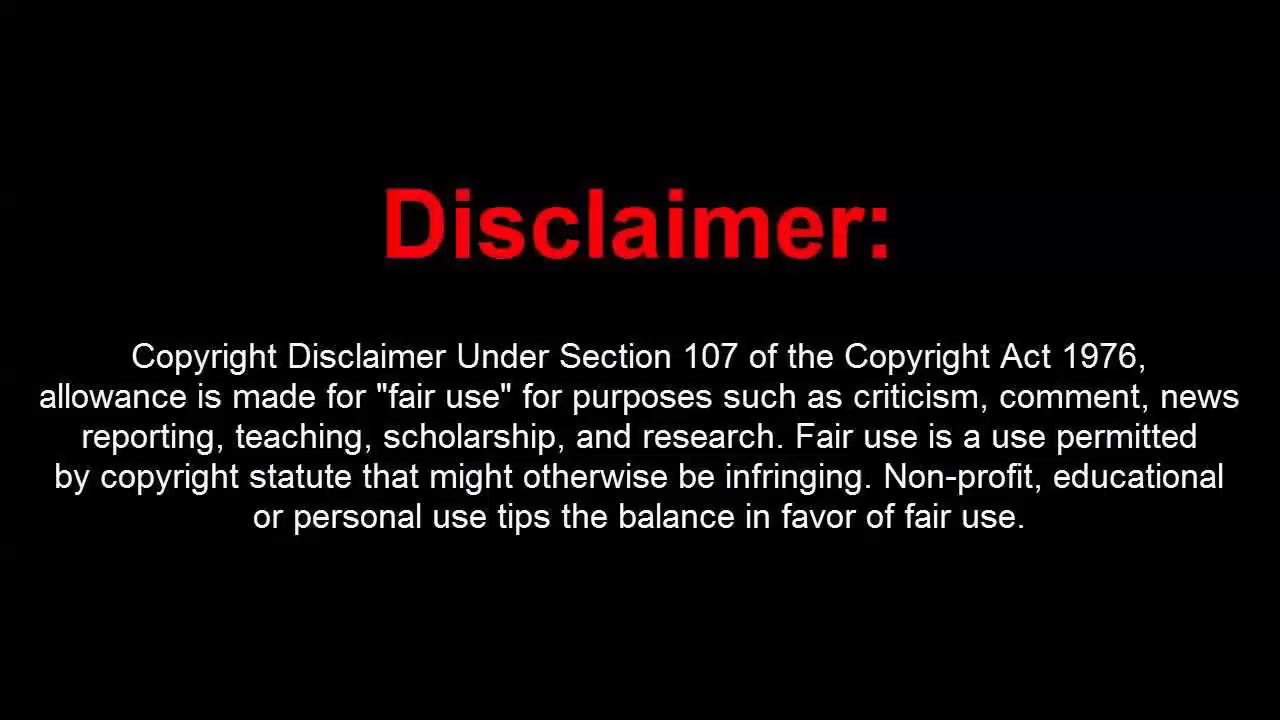 Disclaimer:
Copyright Disclaimer Under Section 107 of the Copyright Act 1976,
allowance is made for "fair use" for purposes such as criticism, comment, news
reporting, teaching, scholarship, and research. Fair use is a use permitted
by copyright statute that might otherwise be infringing. Non-profit, educational
or personal use tips the balance in favor of fair use.